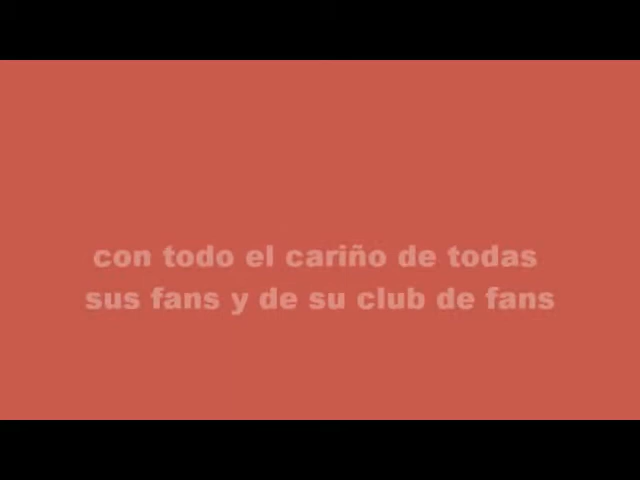 con todo el cariño de todas
sus fans y de su club de fans